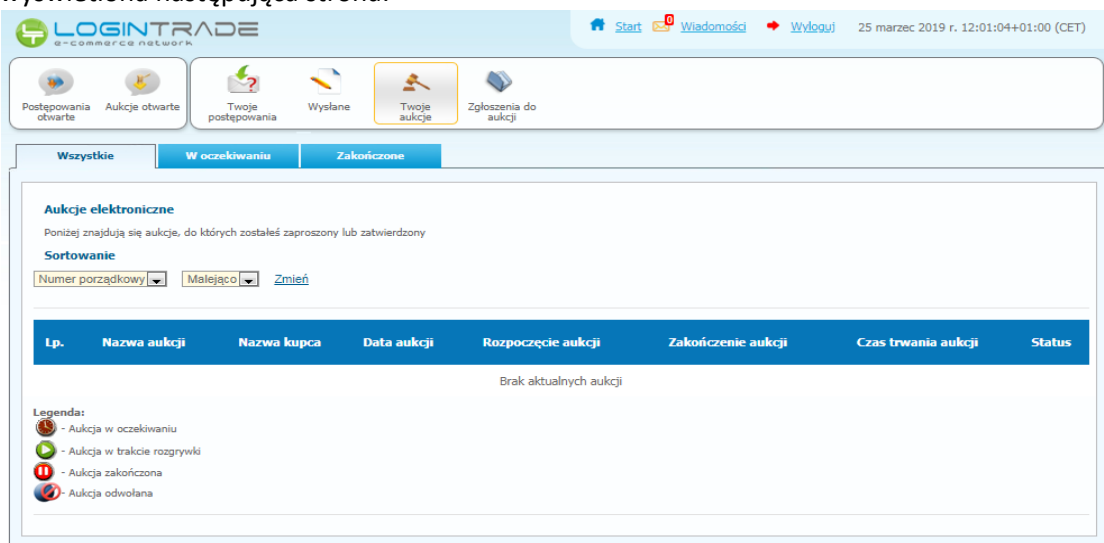 LOGINTRADE
e-commerce network
Start 0 Wiadomości Wyloguj 25 marzec 2019 r. 12:01:04+01:00 (CET)
Postępowania otwarte
Aukcje otwarte
Twoje postępowania
Wysłane
Twoje aukcje
Zgłoszenia do aukcji
Wszystkie W oczekiwaniu Zakończone
Aukcje elektroniczne
Poniżej znajdują się aukcje, do których zostałeś zaproszony lub zatwierdzony
Sortowanie
Numer porządkowy Malejąco Zmień
Lp. Nazwa aukcji Nazwa kupca Data aukcji Rozpoczęcie aukcji Zakończenie aukcji Czas trwania aukcji Status
Brak aktualnych aukcji
Legenda:
- Aukcja w oczekiwaniu
- Aukcja w trakcie rozgrywki
- Aukcja zakończona
- Aukcja odwołana